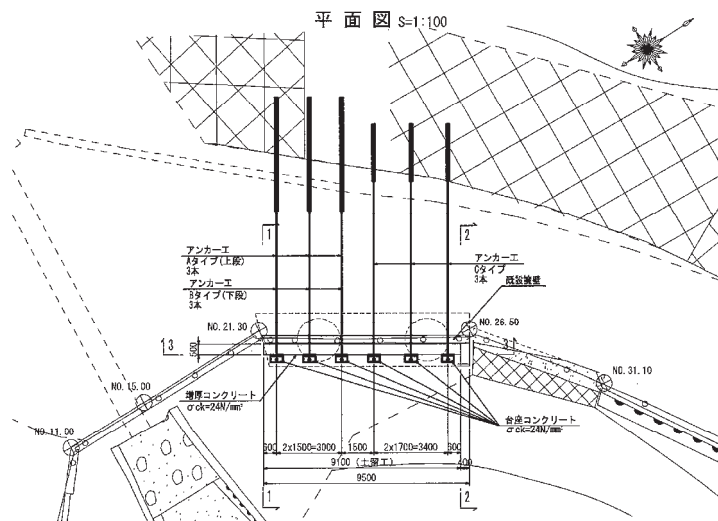 平面図 S=1:100
1
2
アンカー工
Aタイプ(上段)
3本
アンカー工
Cタイプ
3本
アンカー工
Bタイプ(下段)
3本
既設擁壁
NO.21.30
NO.26.50
3
500
3
NO.31.10
NO.15.00
増厚コンクリート
σck=24N/mm²
台座コンクリート
σck=24N/mm²
NO.11.00
600
2x1500=3000
1500
2x1700=3400
600
9100(土留工)
400
9500
1
2